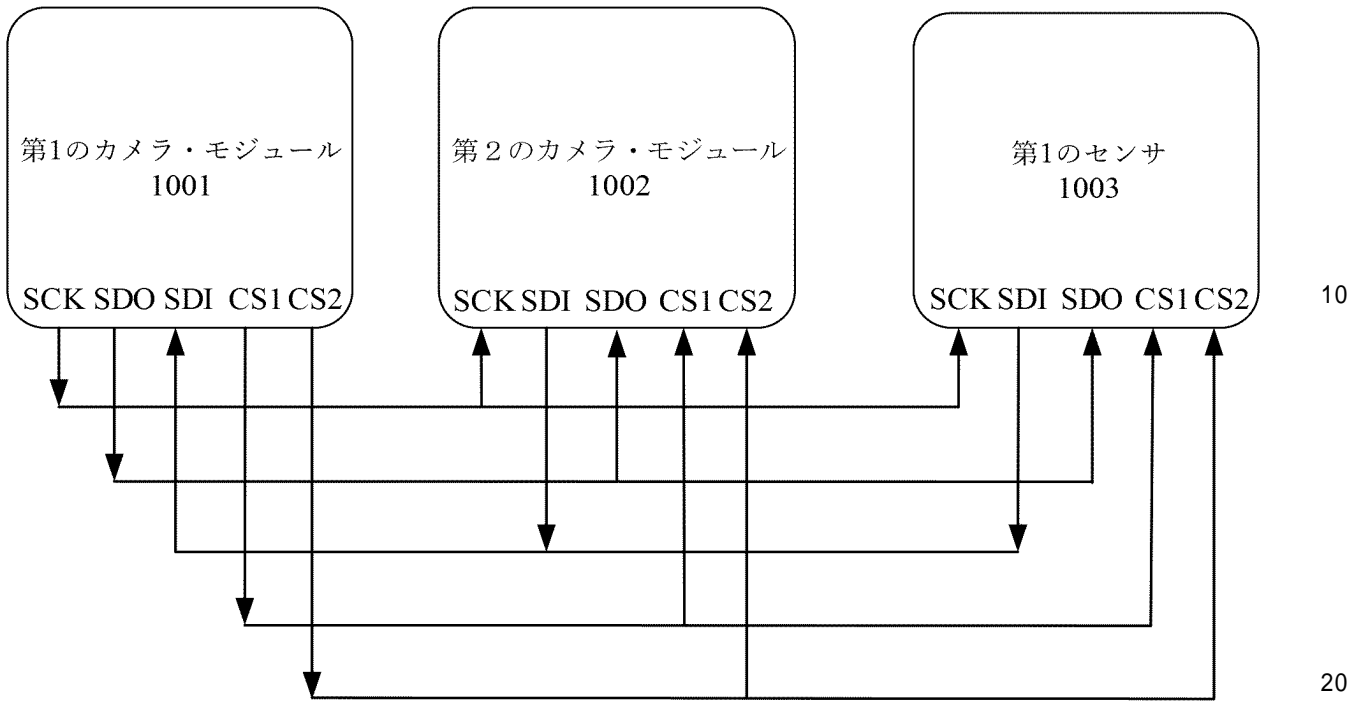 第1のカメラ・モジュール
1001
第２のカメラ・モジュール
1002
第1のセンサ
1003
SCK SDO SDI CS1 CS2
SCK SDI SDO CS1 CS2
SCK SDI SDO CS1 CS2
10
20